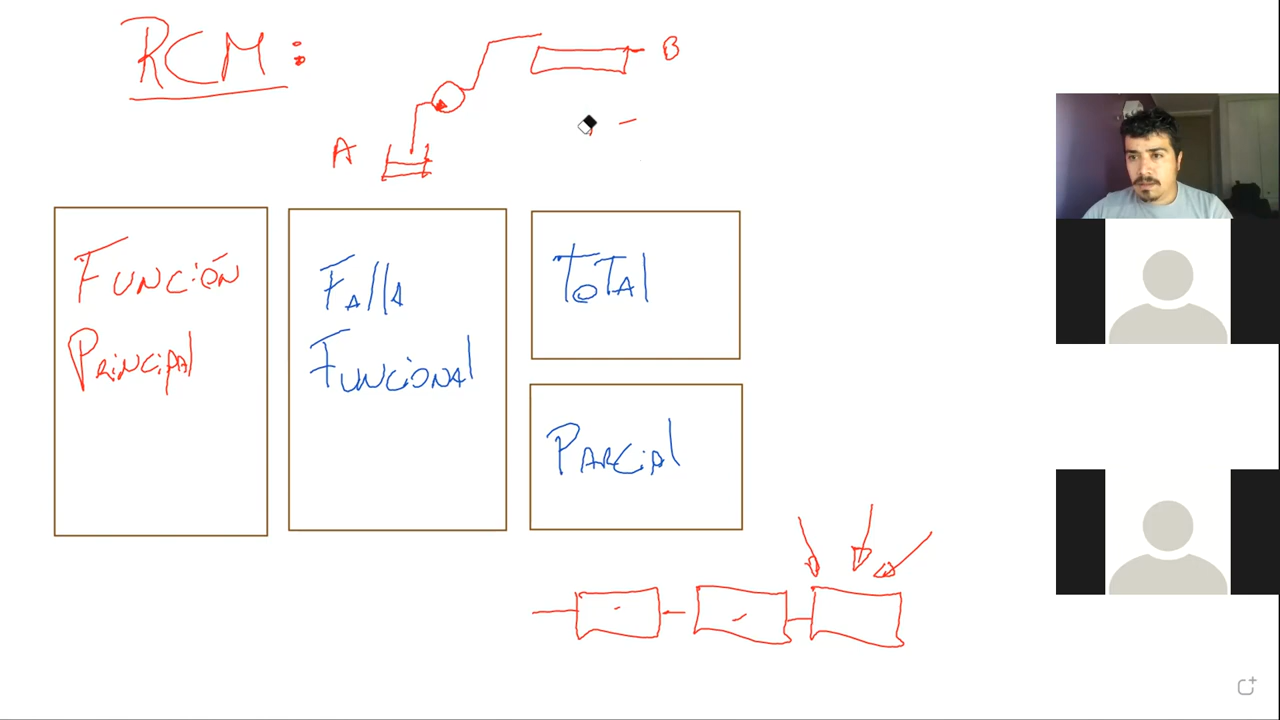 RCM:
B
A
Función
Principal
Falla
Funcional
Total
Parcial